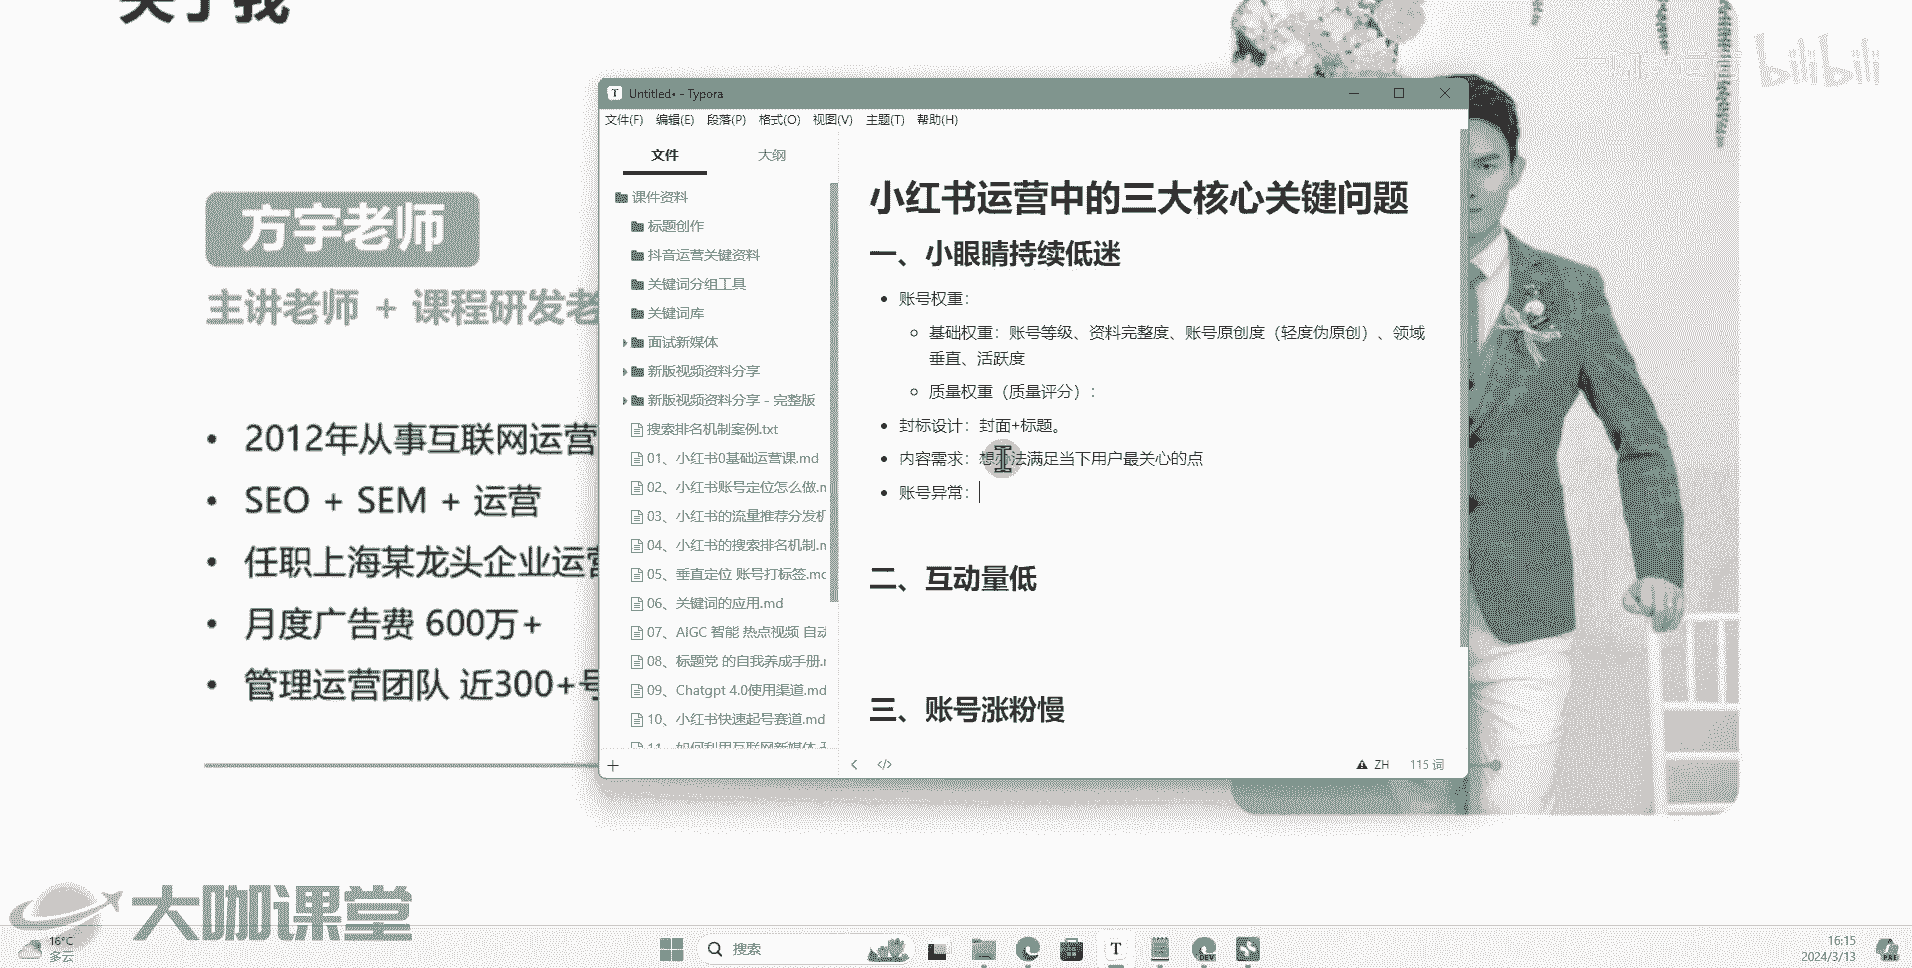 关于我
bilibili
方宇老师
主讲老师 + 课程研发老
2012年从事互联网运营
SEO + SEM + 运营
任职上海某龙头企业运营
月度广告费 600万+
管理运营团队 近300+号
Untitled• - Typora
文件(F) 编辑(E) 段落(P) 格式(O) 视图(V) 主题(T) 帮助(H)
文件 大纲
课件资料
标题创作
抖音运营关键资料
关键词分组工具
关键词库
面试新媒体
新版视频资料分享
新版视频资料分享 - 完整版
搜索排名机制案例.txt
01、小红书0基础运营课.md
02、小红书账号定位怎么做.m
03、小红书的流量推荐分发机
04、小红书的搜索排名机制.m
05、垂直定位 账号打标签.md
06、关键词的应用.md
07、AIGC 智能 热点视频 自动
08、标题党 的自我养成手册.m
09、Chatgpt 4.0使用渠道.md
10、小红书快速起号赛道.md
11、如何利用互联网新媒体
小红书运营中的三大核心关键问题
一、小眼睛持续低迷
账号权重：
基础权重：账号等级、资料完整度、账号原创度（轻度伪原创）、领域
垂直、活跃度
质量权重（质量评分）：
封标设计：封面+标题。
内容需求：想办法满足当下用户最关心的点
账号异常：
二、互动量低
三、账号涨粉慢
ZH 115 词
大咖课堂
16°C
多云
搜索
16:15
2024/3/13